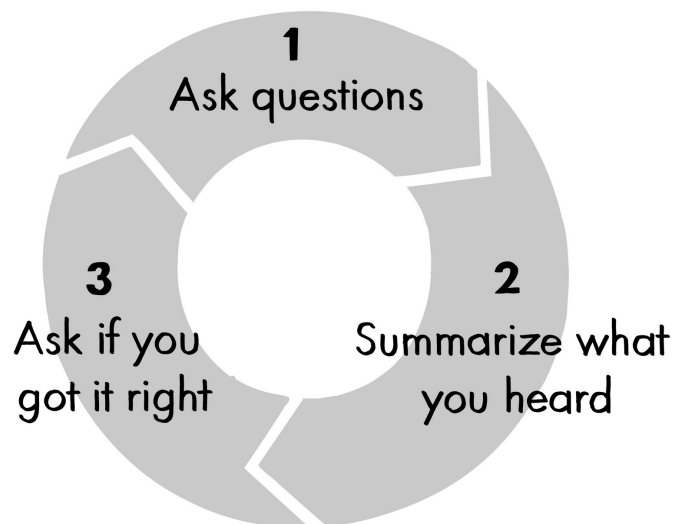 1
Ask questions
2
Summarize what
you heard
3
Ask if you
got it right